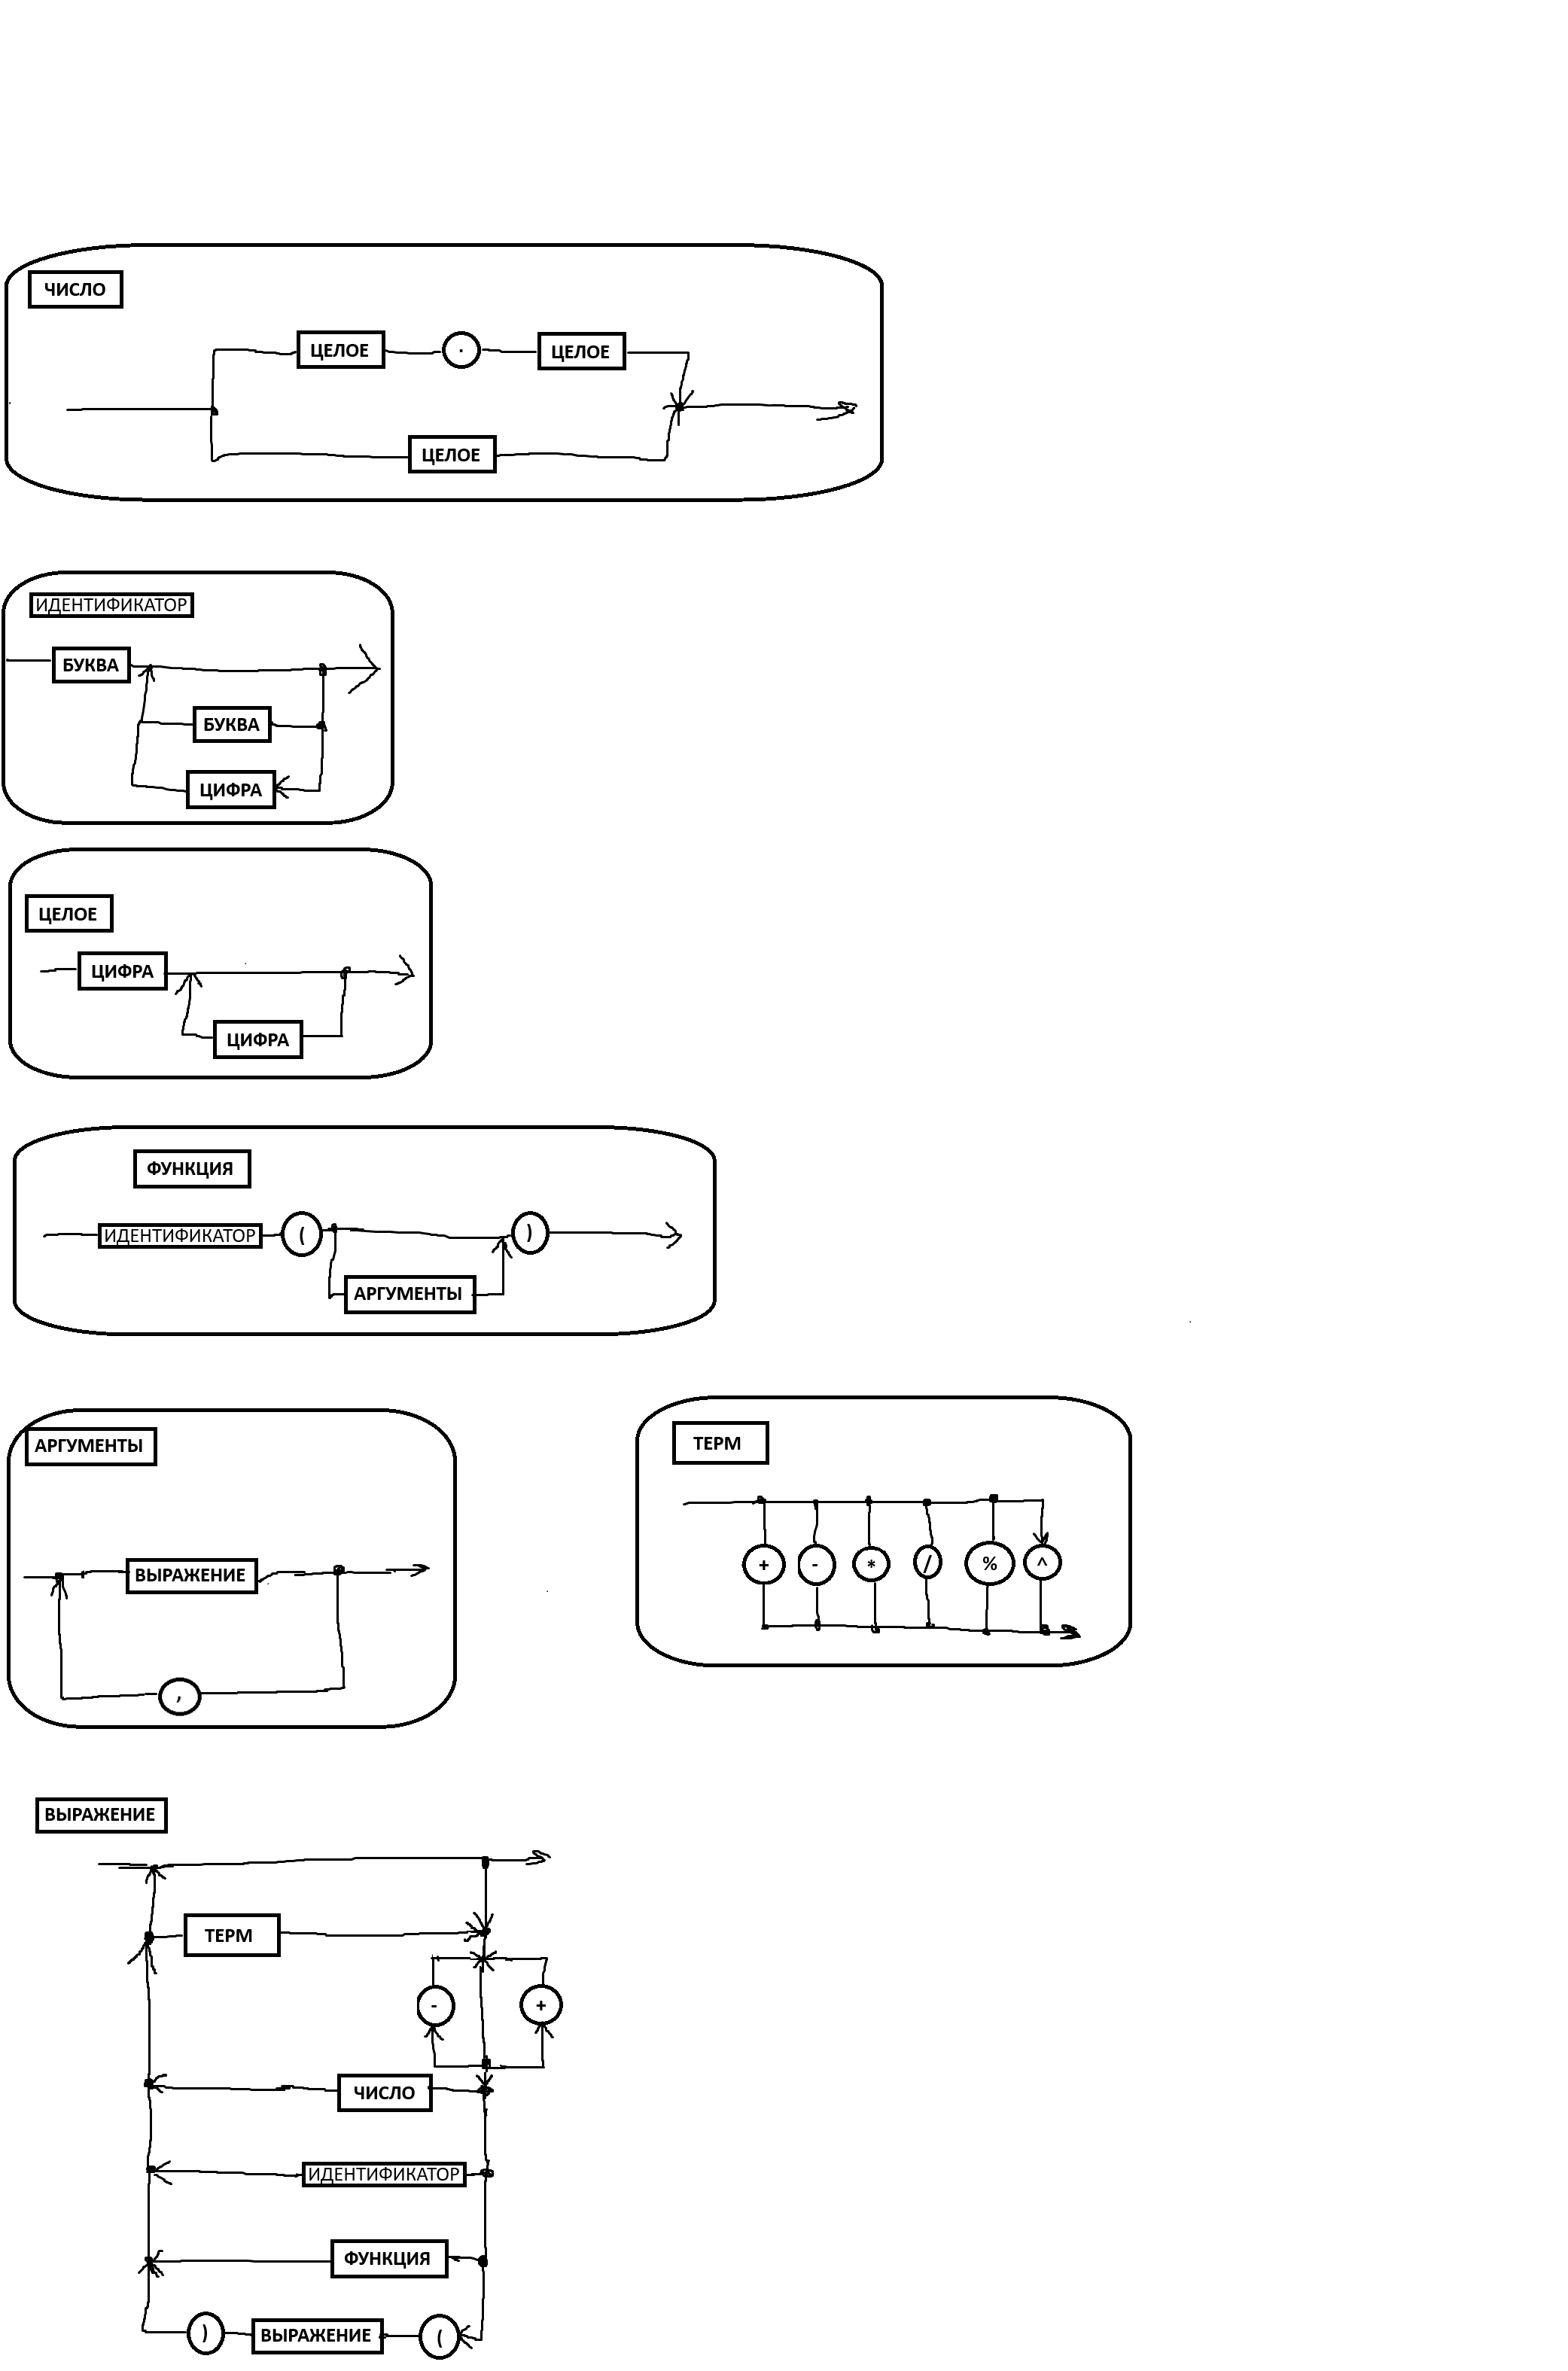 ЧИСЛО
ЦЕЛОЕ . ЦЕЛОЕ
ЦЕЛОЕ
ИДЕНТИФИКАТОР
БУКВА
БУКВА
ЦИФРА
ЦЕЛОЕ
ЦИФРА
ЦИФРА
ФУНКЦИЯ
ИДЕНТИФИКАТОР ( )
АРГУМЕНТЫ
АРГУМЕНТЫ
ВЫРАЖЕНИЕ
,
ТЕРМ
+ - * / % ^
ВЫРАЖЕНИЕ
ТЕРМ
- +
ЧИСЛО
ИДЕНТИФИКАТОР
ФУНКЦИЯ
) ВЫРАЖЕНИЕ (